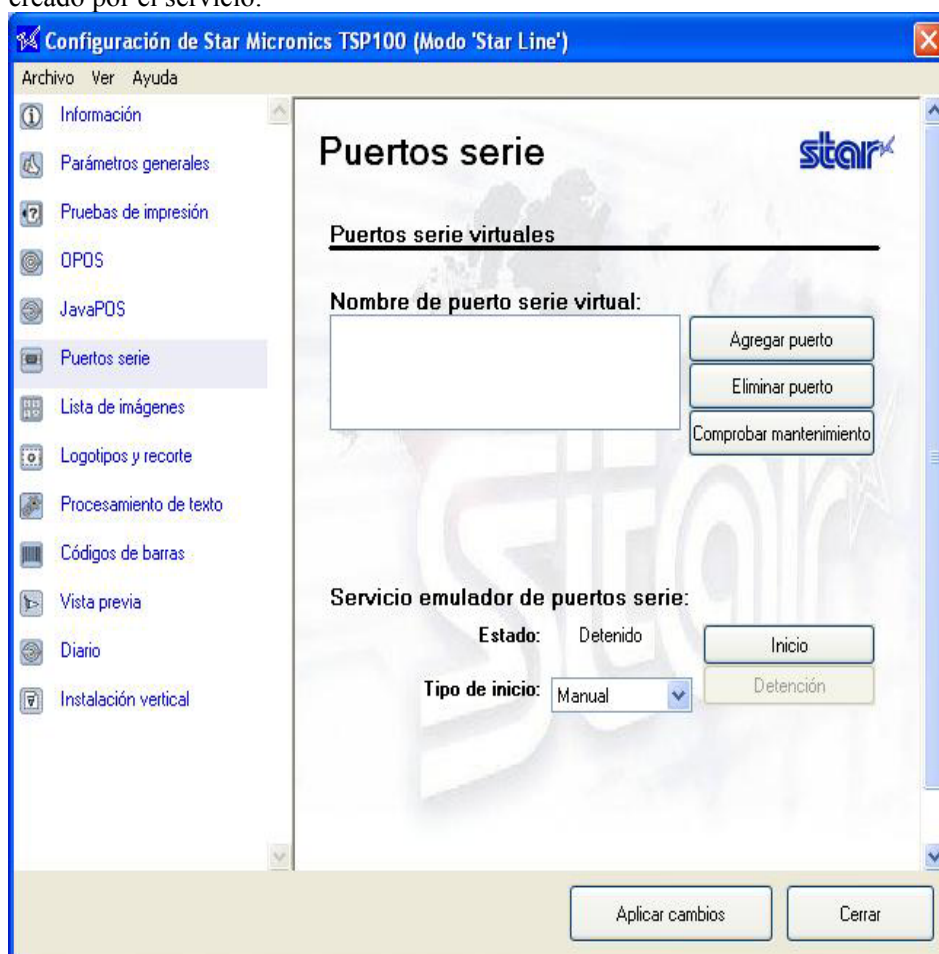 creado por el servicio.
Configuración de Star Micronics TSP100 (Modo 'Star Line')
Archivo Ver Ayuda
Información
Parámetros generales
Pruebas de impresión
OPOS
JavaPOS
Puertos serie
Lista de imágenes
Logotipos y recorte
Procesamiento de texto
Códigos de barras
Vista previa
Diario
Instalación vertical
Puertos serie
star
Puertos serie virtuales
Nombre de puerto serie virtual:
Agregar puerto
Eliminar puerto
Comprobar mantenimiento
Servicio emulador de puertos serie:
Estado: Detenido
Inicio
Tipo de inicio: Manual
Detención
Aplicar cambios
Cerrar